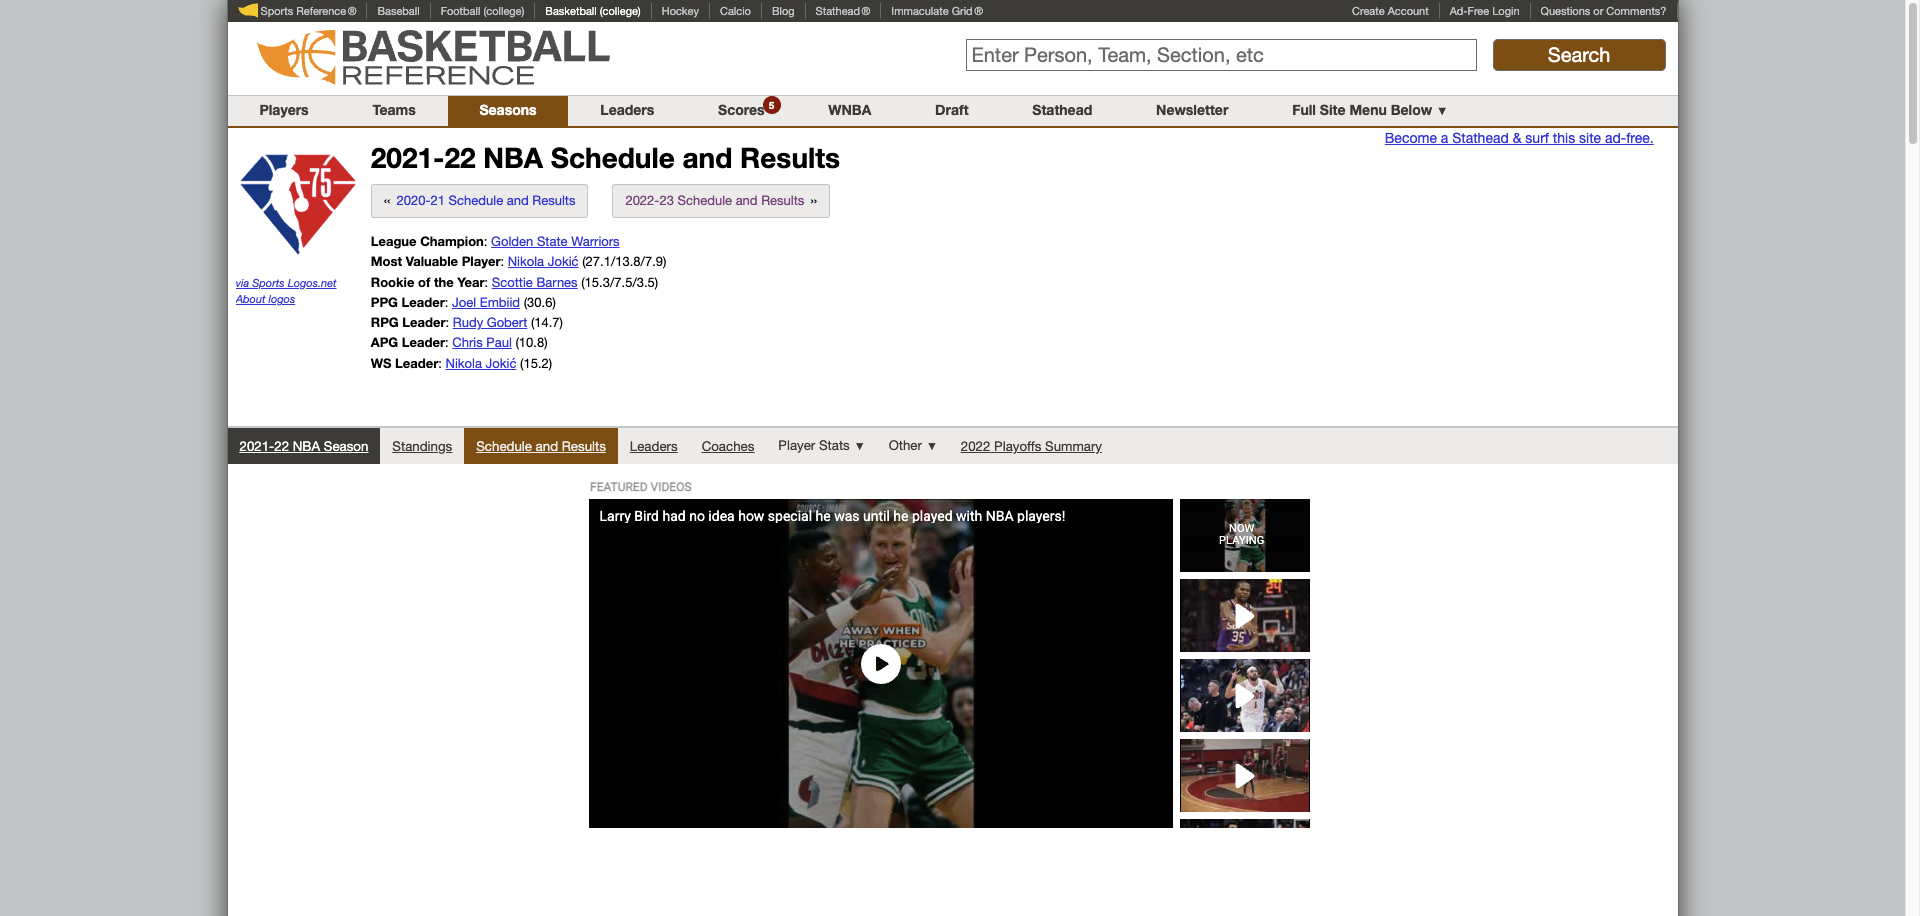 Sports Reference ®
Baseball
Football (college)
Basketball (college)
Hockey
Calcio
Blog
Stathead ®
Immaculate Grid ®
Create Account
Ad-Free Login
Questions or Comments?
BASKETBALL
REFERENCE
Enter Person, Team, Section, etc
Search
Players
Teams
Seasons
Leaders
Scores 5
WNBA
Draft
Stathead
Newsletter
Full Site Menu Below ▼
Become a Stathead & surf this site ad-free.
75
via Sports Logos.net
About logos
2021-22 NBA Schedule and Results
« 2020-21 Schedule and Results
2022-23 Schedule and Results »
League Champion: Golden State Warriors
Most Valuable Player: Nikola Jokić (27.1/13.8/7.9)
Rookie of the Year: Scottie Barnes (15.3/7.5/3.5)
PPG Leader: Joel Embiid (30.6)
RPG Leader: Rudy Gobert (14.7)
APG Leader: Chris Paul (10.8)
WS Leader: Nikola Jokić (15.2)
2021-22 NBA Season
Standings
Schedule and Results
Leaders
Coaches
Player Stats ▼
Other ▼
2022 Playoffs Summary
FEATURED VIDEOS
Larry Bird had no idea how special he was until he played with NBA players!
AWAY WHEN
HE PRACTICED
33
NOW
PLAYING
24
35
1